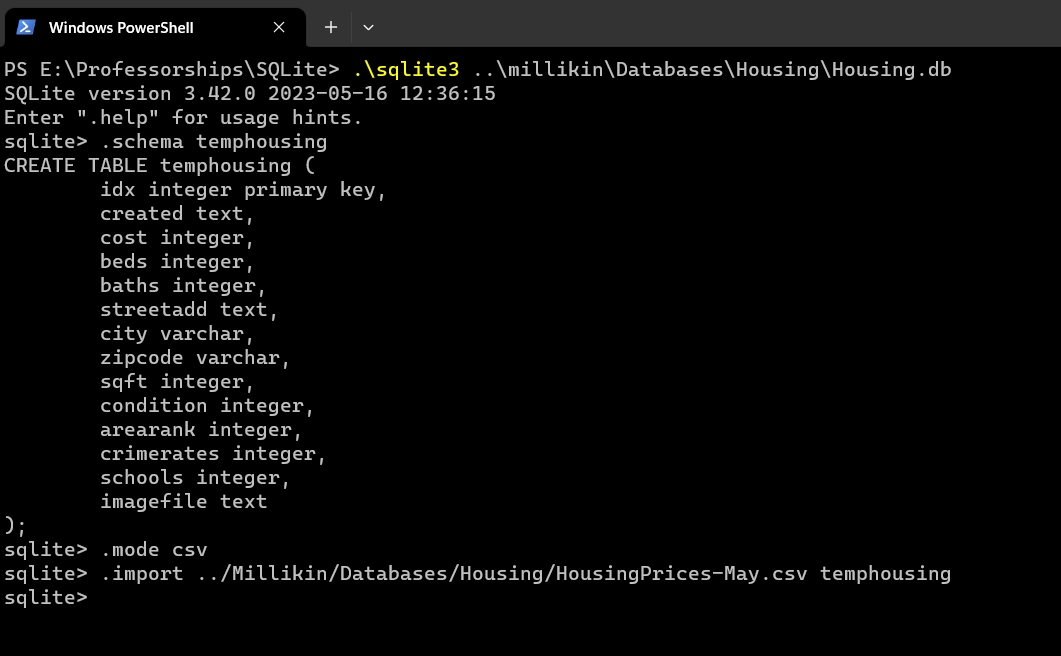 Windows PowerShell
PS E:\Professorships\SQLite> .\sqlite3 ..\millikin\Databases\Housing\Housing.db
SQLite version 3.42.0 2023-05-16 12:36:15
Enter ".help" for usage hints.
sqlite> .schema temphousing
CREATE TABLE temphousing (
        idx integer primary key,
        created text,
        cost integer,
        beds integer,
        baths integer,
        streetadd text,
        city varchar,
        zipcode varchar,
        sqft integer,
        condition integer,
        arearank integer,
        crimerates integer,
        schools integer,
        imagefile text
);
sqlite> .mode csv
sqlite> .import ../Millikin/Databases/Housing/HousingPrices-May.csv temphousing
sqlite>